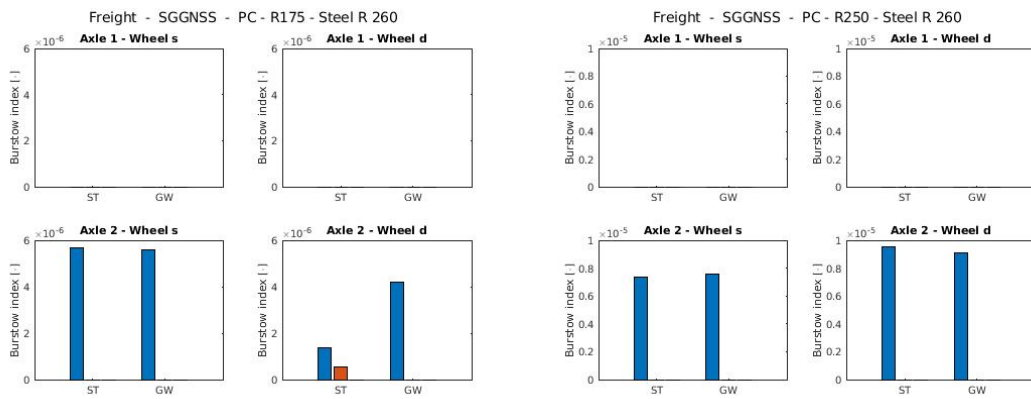 Freight - SGGNSS - PC - R175 - Steel R 260
Axle 1 - Wheel s
×10⁻⁶
6
4
2
0
Burstow index [-]
ST GW
Axle 1 - Wheel d
×10⁻⁶
6
4
2
0
Burstow index [-]
ST GW
Axle 2 - Wheel s
×10⁻⁶
6
4
2
0
Burstow index [-]
ST GW
Axle 2 - Wheel d
×10⁻⁶
6
4
2
0
Burstow index [-]
ST GW
Freight - SGGNSS - PC - R250 - Steel R 260
Axle 1 - Wheel s
×10⁻⁵
1
0.8
0.6
0.4
0.2
0
Burstow index [-]
ST GW
Axle 1 - Wheel d
×10⁻⁵
1
0.8
0.6
0.4
0.2
0
Burstow index [-]
ST GW
Axle 2 - Wheel s
×10⁻⁵
1
0.8
0.6
0.4
0.2
0
Burstow index [-]
ST GW
Axle 2 - Wheel d
×10⁻⁵
1
0.8
0.6
0.4
0.2
0
Burstow index [-]
ST GW